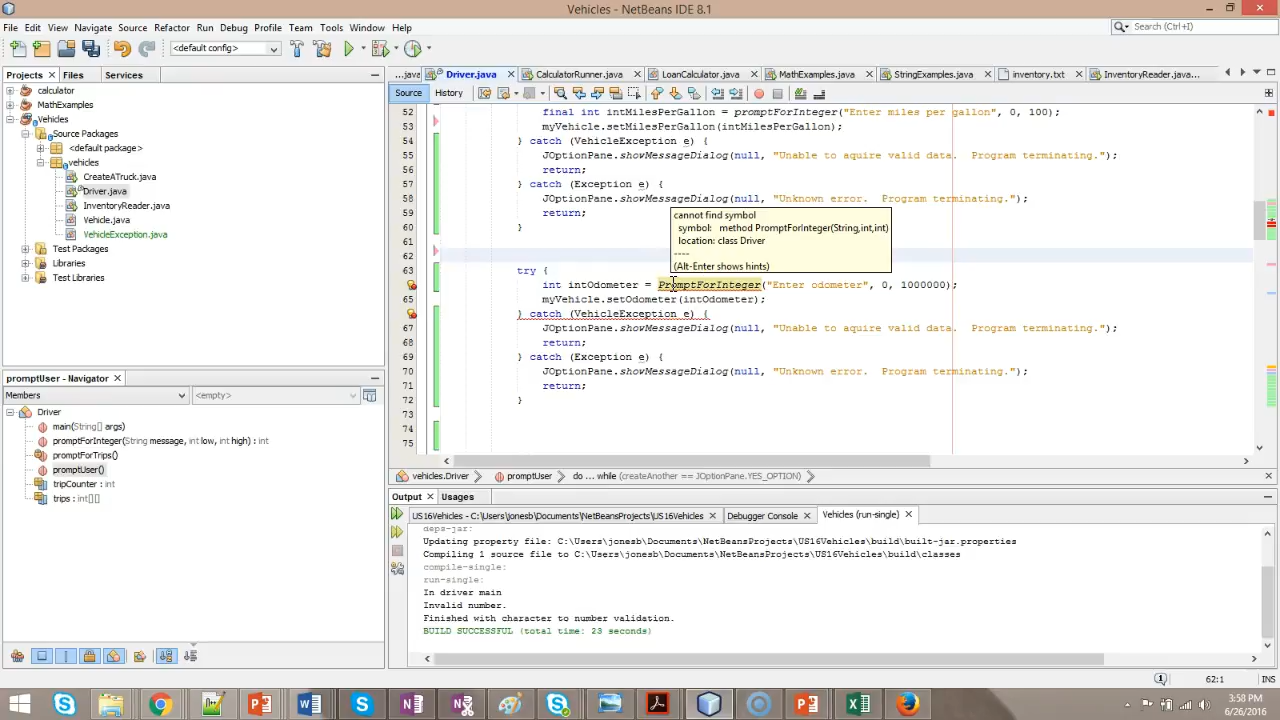 Vehicles - NetBeans IDE 8.1
File Edit View Navigate Source Refactor Run Debug Profile Team Tools Window Help
Search (Ctrl+I)
<default config>
Projects Files Services
calculator
MathExamples
Vehicles
Source Packages
<default package>
vehicles
CreateATruck.java
Driver.java
InventoryReader.java
Vehicle.java
VehicleException.java
Test Packages
Libraries
Test Libraries
promptUser - Navigator
Members <empty>
Driver
main(String[] args)
promptForInteger(String message, int low, int high) : int
promptForTrips()
promptUser()
tripCounter : int
trips : int[][]
...java Driver.java CalculatorRunner.java LoanCalculator.java MathExamples.java StringExamples.java inventory.txt InventoryReader.java...
Source History
52 final int intMilesPerGallon = promptForInteger("Enter miles per gallon", 0, 100);
53 myVehicle.setMilesPerGallon(intMilesPerGallon);
54 } catch (VehicleException e) {
55 JOptionPane.showMessageDialog(null, "Unable to aquire valid data.  Program terminating.");
56 return;
57 } catch (Exception e) {
58 JOptionPane.showMessageDialog(null, "Unknown error.  Program terminating.");
59 return;
60 }
61
62
63 try {
int intOdometer = PromptForInteger("Enter odometer", 0, 1000000);
65 myVehicle.setOdometer(intOdometer);
} catch (VehicleException e) {
67 JOptionPane.showMessageDialog(null, "Unable to aquire valid data.  Program terminating.");
68 return;
69 } catch (Exception e) {
70 JOptionPane.showMessageDialog(null, "Unknown error.  Program terminating.");
71 return;
72 }
73
74
75
cannot find symbol
symbol: method PromptForInteger(String,int,int)
location: class Driver
----
(Alt-Enter shows hints)
vehicles.Driver promptUser do ... while (createAnother == JOptionPane.YES_OPTION)
Output Usages
US16Vehicles - C:\Users\jonesb\Documents\NetBeansProjects\US16Vehicles Debugger Console Vehicles (run-single)
deps-jar:
Updating property file: C:\Users\jonesb\Documents\NetBeansProjects\US16Vehicles\build\built-jar.properties
Compiling 1 source file to C:\Users\jonesb\Documents\NetBeansProjects\US16Vehicles\build\classes
compile-single:
run-single:
In driver main
Invalid number.
Finished with character to number validation.
BUILD SUCCESSFUL (total time: 23 seconds)
62:1 INS
3:58 PM
6/26/2016